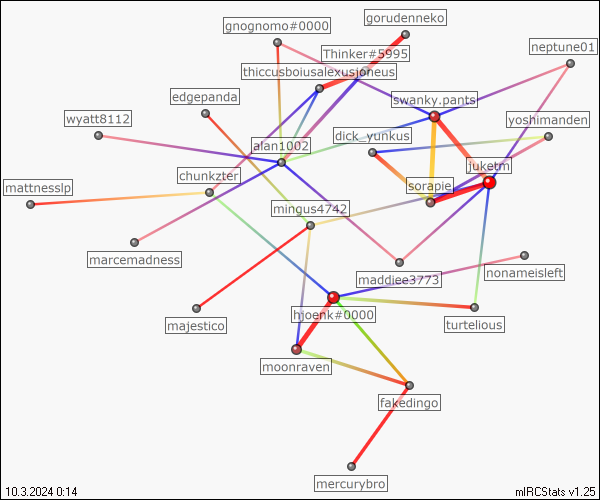 gorudenneko
gnognomo#0000
neptune01
Thinker#5995
thiccusboiusalexusjoneus
edgepanda
swanky.pants
wyatt8112
yoshimanden
dick_yunkus
alan1002
juketm
chunkzter
mattnesslp
sorapie
mingus4742
marcemadness
nonameisleft
maddiee3773
hjoenk#0000
majestico
turtelious
moonraven
fakedingo
mercurybro
10.3.2024 0:14
mIRCStats v1.25